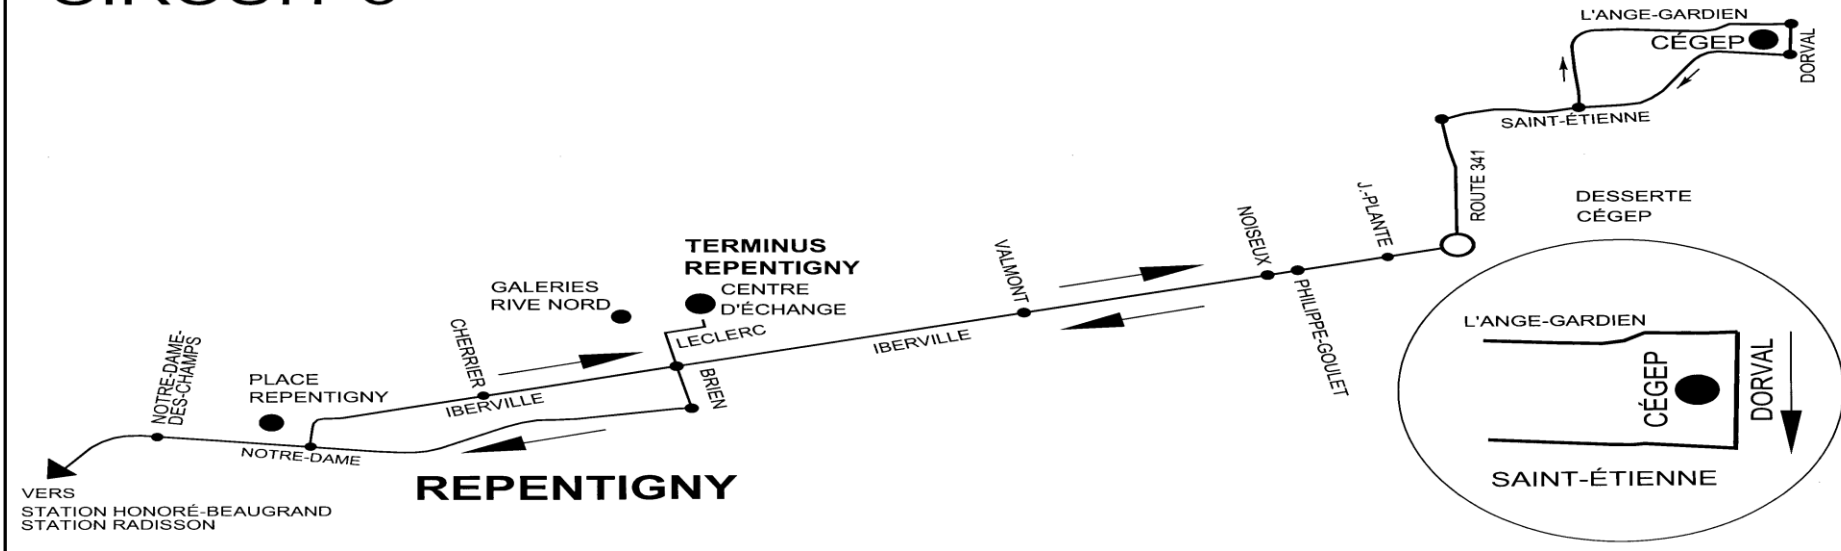 L'ANGE-GARDIEN
CÉGEP
DORVAL
SAINT-ÉTIENNE
ROUTE 341
DESSERTE
CÉGEP
J.-PLANTE
NOISEUX
PHILIPPE-GOULET
VALMONT
TERMINUS
REPENTIGNY
CENTRE
D'ÉCHANGE
GALERIES
RIVE NORD
LECLERC
IBERVILLE
CHERRIER
BRIEN
IBERVILLE
PLACE
REPENTIGNY
NOTRE-DAME-
DES-CHAMPS
NOTRE-DAME
REPENTIGNY
VERS
STATION HONORÉ-BEAUGRAND
STATION RADISSON
L'ANGE-GARDIEN
CÉGEP
DORVAL
SAINT-ÉTIENNE